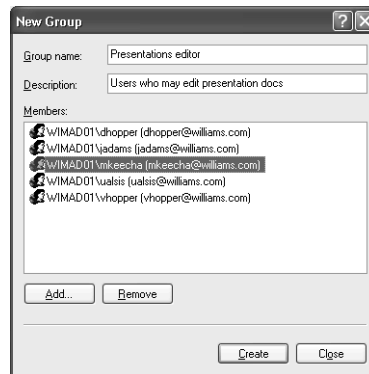 New Group
Group name: Presentations editor
Description: Users who may edit presentation docs
Members:
WIMAD01\dhopper (dhopper@williams.com)
WIMAD01\jadams (jadams@williams.com)
WIMAD01\mkeecha (mkeecha@williams.com)
WIMAD01\ualsis (ualsis@williams.com)
WIMAD01\vhopper (vhopper@williams.com)
Add... Remove
Create Close